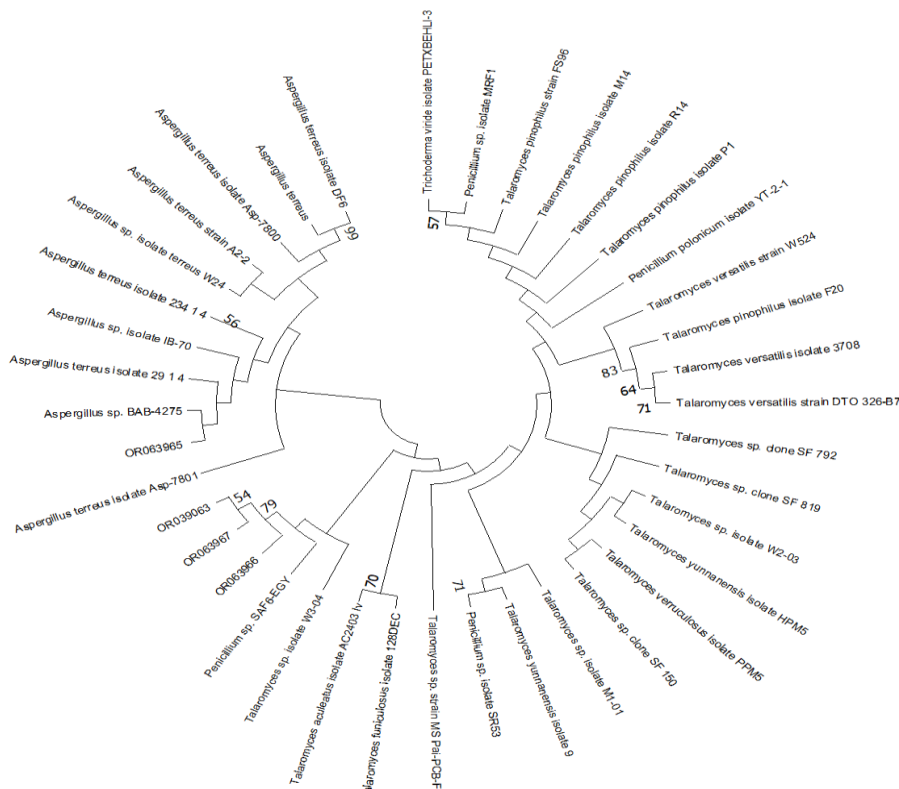 Trichoderma viride isolate PETXBEHLI-3
Penicillium sp. isolate MRF1
Talaromyces pinophilus strain FS96
Talaromyces pinophilus isolate M14
Talaromyces pinophilus isolate R14
Talaromyces pinophilus isolate P1
Penicillium polonicum isolate YT-2-1
Talaromyces versatilis strain W524
Talaromyces pinophilus isolate F20
Talaromyces versatilis isolate 3708
Talaromyces versatilis strain DTO 326-B7
Talaromyces sp. clone SF 792
Talaromyces sp. clone SF 819
Talaromyces sp. isolate W2-03
Talaromyces yunnanensis isolate HPM5
Talaromyces verruculosus isolate PPM5
Talaromyces sp. clone SF 150
Talaromyces sp. isolate M1-01
Talaromyces yunnanensis isolate 9
Penicillium sp. isolate SR53
Talaromyces sp. strain MS Pal-PCB-F
alaromyces funiculosus isolate 128DEC
Talaromyces aculeatus isolate AC2403 lv
Talaromyces sp. isolate W3-04
Penicillium sp. SAF6-EGY
OR063966
OR063967
OR039063
Aspergillus terreus isolate Asp-7801
OR063965
Aspergillus sp. BAB-4275
Aspergillus terreus isolate 29 1 4
Aspergillus sp. isolate IB-70
Aspergillus terreus isolate 234 1 4
Aspergillus sp. isolate terreus W24
Aspergillus terreus strain A2-2
Aspergillus terreus isolate Asp-7800
Aspergillus terreus
Aspergillus terreus isolate DF6
57
83
64
71
71
70
79
54
56
99